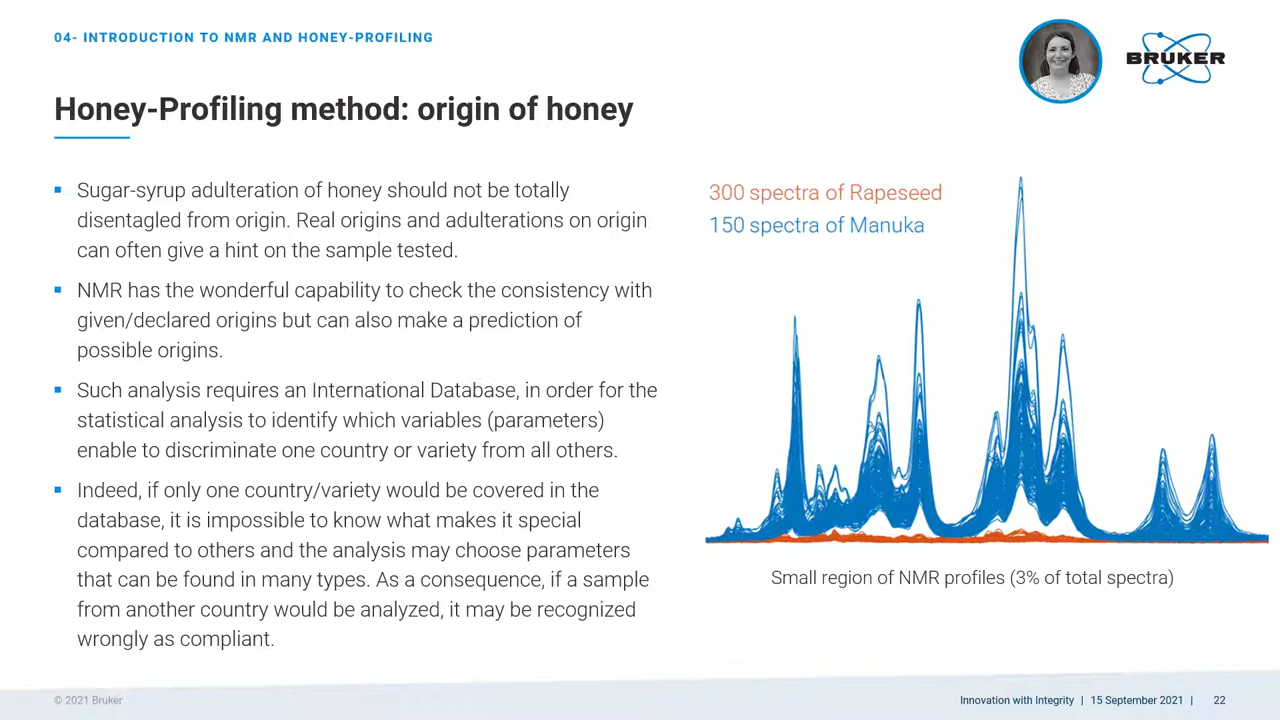 04- INTRODUCTION TO NMR AND HONEY-PROFILING
BRUKER
Honey-Profiling method: origin of honey
Sugar-syrup adulteration of honey should not be totally
disentagled from origin. Real origins and adulterations on origin
can often give a hint on the sample tested.
NMR has the wonderful capability to check the consistency with
given/declared origins but can also make a prediction of
possible origins.
Such analysis requires an International Database, in order for the
statistical analysis to identify which variables (parameters)
enable to discriminate one country or variety from all others.
Indeed, if only one country/variety would be covered in the
database, it is impossible to know what makes it special
compared to others and the analysis may choose parameters
that can be found in many types. As a consequence, if a sample
from another country would be analyzed, it may be recognized
wrongly as compliant.
300 spectra of Rapeseed
150 spectra of Manuka
Small region of NMR profiles (3% of total spectra)
© 2021 Bruker
Innovation with Integrity | 15 September 2021 | 22